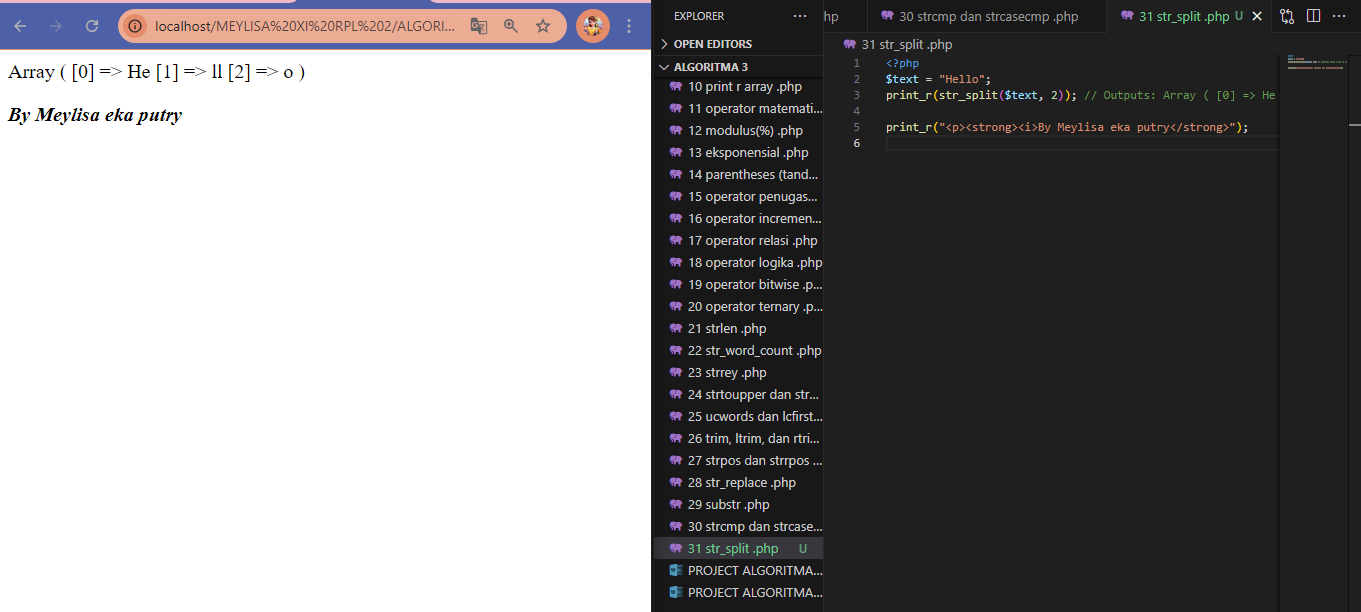 localhost/MEYLISA%20XI%20RPL%202/ALGORI...
Array ( [0] => He [1] => ll [2] => o )
By Meylisa eka putry
EXPLORER
OPEN EDITORS
ALGORITMA 3
10 print r array .php
11 operator matemati...
12 modulus(%) .php
13 eksponensial .php
14 parentheses (tand...
15 operator penugas...
16 operator incremen...
17 operator relasi .php
18 operator logika .php
19 operator bitwise .p...
20 operator ternary .p...
21 strlen .php
22 str_word_count .php
23 strrey .php
24 strtoupper dan str...
25 ucwords dan lcfirst...
26 trim, ltrim, dan rtri...
27 strpos dan strrpos ...
28 str_replace .php
29 substr .php
30 strcmp dan strcase...
31 str_split .php U
PROJECT ALGORITMA...
PROJECT ALGORITMA...
hp
30 strcmp dan strcasecmp .php
31 str_split .php U
31 str_split .php
1 <?php
2 $text = "Hello";
3 print_r(str_split($text, 2)); // Outputs: Array ( [0] => He
4
5 print_r("<p><strong><i>By Meylisa eka putry</strong>");
6